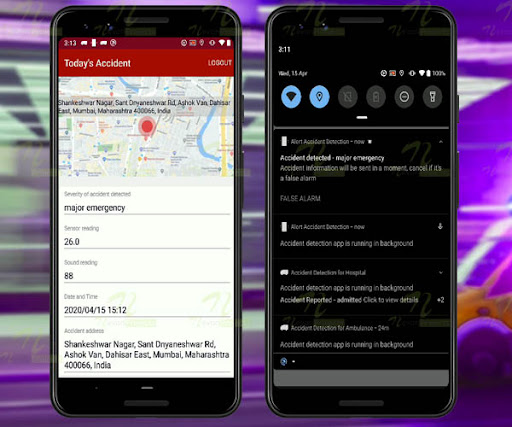 3:13
Today's Accident
LOGOUT
Shankeshwar Nagar, Sant Dnyaneshwar Rd, Ashok Van, Dahisar
East, Mumbai, Maharashtra 400066, India
Severity of accident detected
major emergency
Sensor reading
26.0
Sound reading
88
Date and Time
2020/04/15 15:12
Accident address
Shankeshwar Nagar, Sant Dnyaneshwar Rd,
Ashok Van, Dahisar East, Mumbai, Maharashtra
400066, India
3:11
Wed, 15 Apr
100%
Alert Accident Detection • now
Accident detected - major emergency
Accident Information will be sent in a moment, cancel if it's
a false alarm
FALSE ALARM
Alert Accident Detection • now
Accident detection app is running in background
Accident Detection for Hospital
Accident detection app is running in background
Accident Reported - admitted Click to view details
+2
Accident Detection for Ambulance • 24m
Accident detection app is running in background